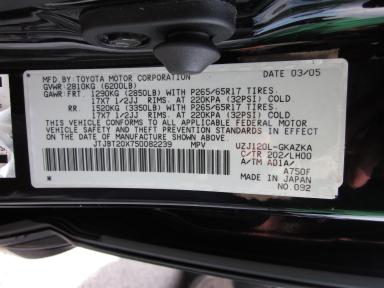 MFD. BY: TOYOTA MOTOR CORPORATION DATE 03/05
GVWR: 2810KG (6200LB)
GAWR: FRT. 1290KG (2850LB) WITH P265/65R17 TIRES
17X7 1/2JJ RIMS, AT 220KPA (32PSI) COLD
RR. 1520KG (3350LB) WITH P265/65R17 TIRES
17X7 1/2JJ RIMS, AT 220KPA (32PSI) COLD
THIS VEHICLE CONFORMS TO ALL APPLICABLE FEDERAL MOTOR
VEHICLE SAFETY STANDARDS IN EFFECT
ON THE DATE OF MANUFACTURE SHOWN ABOVE.
JTJBT20X750082239 MPV
UZJ120L-GKAZKA
C/TR 202/LH00
A/TM A01A/
A750F
MADE IN JAPAN
NO.092